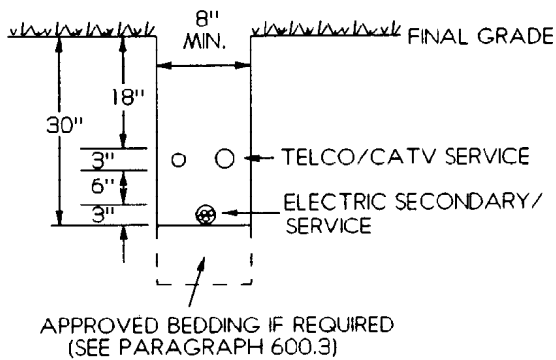 8"
MIN.
FINAL GRADE
18"
30"
3"
TELCO/CATV SERVICE
6"
3"
ELECTRIC SECONDARY/
SERVICE
APPROVED BEDDING IF REQUIRED
(SEE PARAGRAPH 600.3)